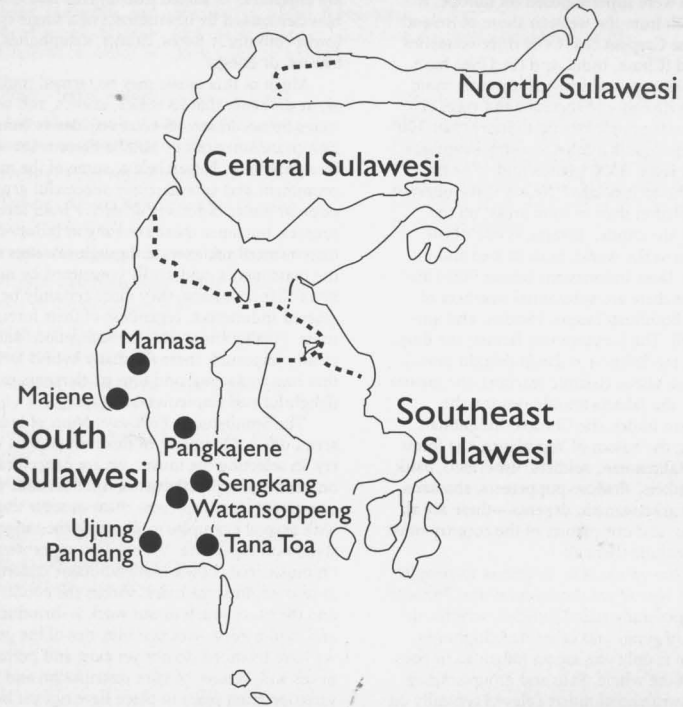 North Sulawesi
Central Sulawesi
Mamasa
Majene
South
Sulawesi
Pangkajene
Sengkang
Watansoppeng
Ujung
Pandang
Tana Toa
Southeast
Sulawesi